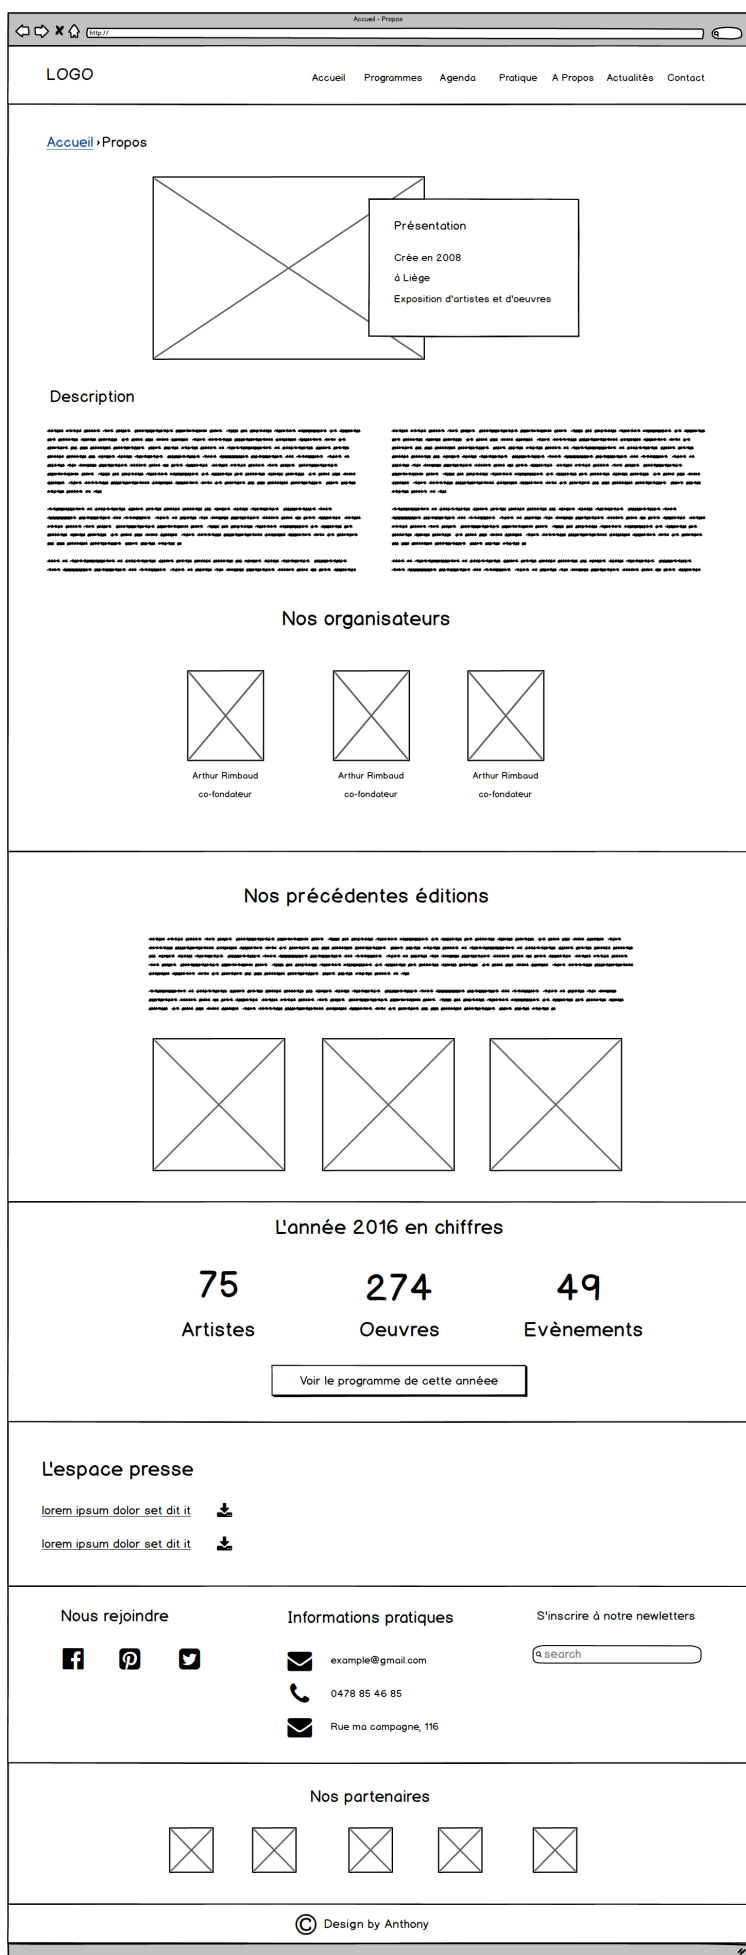 Accueil - Propos
http://
LOGO
Accueil Programmes Agenda Pratique A Propos Actualités Contact
Accueil › Propos
Présentation
Crée en 2008
à Liège
Exposition d'artistes et d'oeuvres
Description
Nos organisateurs
Arthur Rimbaud Arthur Rimbaud Arthur Rimbaud
co-fondateur co-fondateur co-fondateur
Nos précédentes éditions
L'année 2016 en chiffres
75 274 49
Artistes Oeuvres Evènements
Voir le programme de cette annéee
L'espace presse
lorem ipsum dolor set dit it
lorem ipsum dolor set dit it
Nous rejoindre
Informations pratiques
example@gmail.com
0478 85 46 85
Rue ma campagne, 116
S'inscrire à notre newletters
search
Nos partenaires
© Design by Anthony